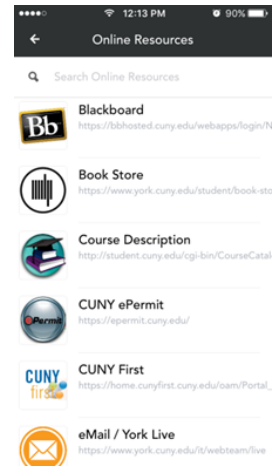 12:13 PM 90%
Online Resources
Search Online Resources
Bb
Blackboard
https://bbhosted.cuny.edu/webapps/login/N
Book Store
https://www.york.cuny.edu/student/book-sto
Course Description
http://student.cuny.edu/cgi-bin/CourseCatal
ePermit
CUNY ePermit
https://epermit.cuny.edu/
CUNY
first
CUNY First
https://home.cunyfirst.cuny.edu/oam/Portal_
eMail / York Live
https://www.york.cuny.edu/it/webteam/live